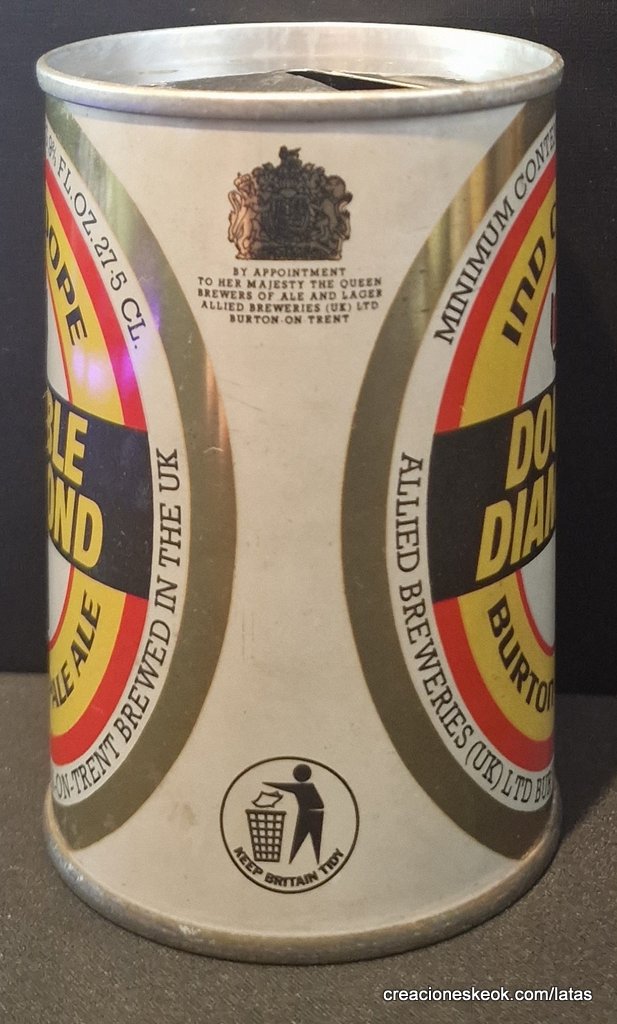 BY APPOINTMENT
TO HER MAJESTY THE QUEEN
BREWERS OF ALE AND LAGER
ALLIED BREWERIES (UK) LTD
BURTON-ON-TRENT
FL.OZ. 27·5 CL.
BREWED IN THE UK
-ON-TRENT
OPE
BLE
OND
ALE ALE
MINIMUM CONTE
IND C
DOU
DIAM
BURTON
ALLIED BREWERIES (UK) LTD BUR
KEEP BRITAIN TIDY
creacioneskeok.com/latas